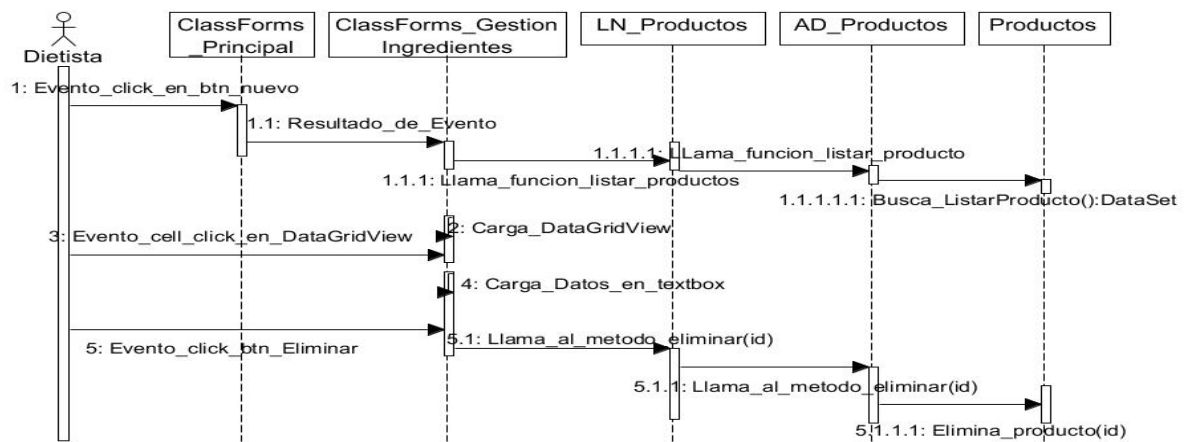 Dietista
ClassForms
_Principal
ClassForms_Gestion
Ingredientes
LN_Productos
AD_Productos
Productos
1: Evento_click_en_btn_nuevo
1.1: Resultado_de_Evento
1.1.1.1: LLama_funcion_listar_producto
1.1.1: Llama_funcion_listar_productos
1.1.1.1.1: Busca_ListarProducto():DataSet
2: Carga_DataGridView
3: Evento_cell_click_en_DataGridView
4: Carga_Datos_en_textbox
5: Evento_click_btn_Eliminar
5.1: Llama_al_metodo_eliminar(id)
5.1.1: Llama_al_metodo_eliminar(id)
5.1.1.1: Elimina_producto(id)